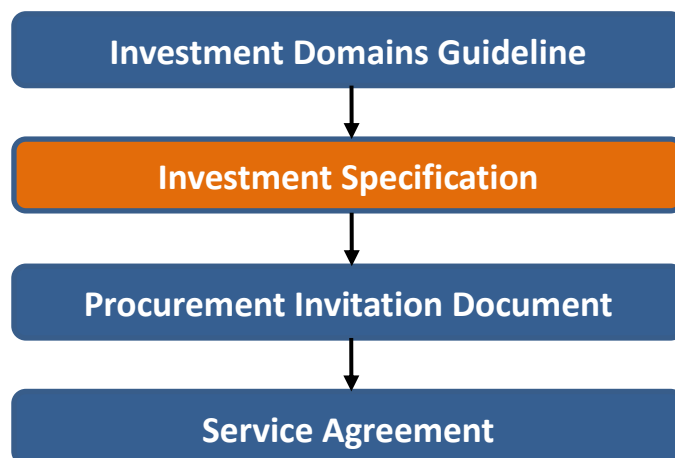 Investment Domains Guideline
Investment Specification
Procurement Invitation Document
Service Agreement